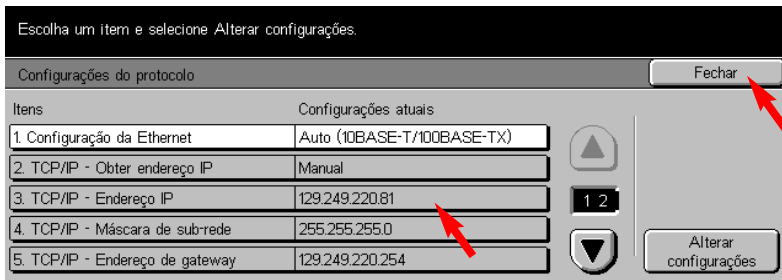 Escolha um item e selecione Alterar configurações.
Configurações do protocolo
Fechar
Itens Configurações atuais
1. Configuração da Ethernet Auto (10BASE-T/100BASE-TX)
2. TCP/IP - Obter endereço IP Manual
3. TCP/IP - Endereço IP 129.249.220.81
1 2
4. TCP/IP - Máscara de sub-rede 255.255.255.0
5. TCP/IP - Endereço de gateway 129.249.220.254
Alterar
configurações